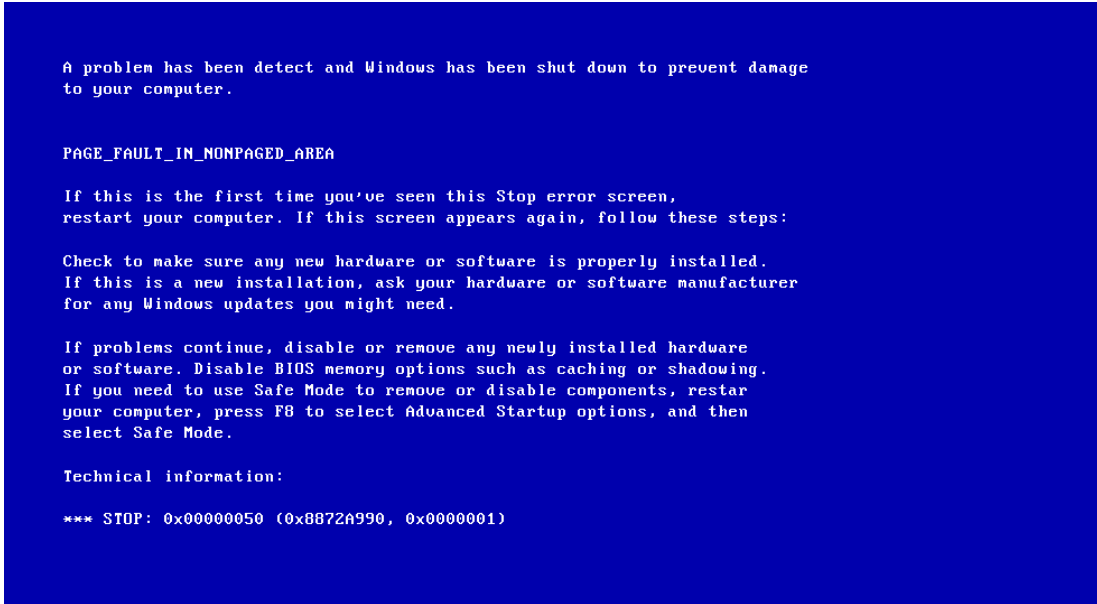 A problem has been detect and Windows has been shut down to prevent damage
to your computer.
PAGE_FAULT_IN_NONPAGED_AREA
If this is the first time you've seen this Stop error screen,
restart your computer. If this screen appears again, follow these steps:
Check to make sure any new hardware or software is properly installed.
If this is a new installation, ask your hardware or software manufacturer
for any Windows updates you might need.
If problems continue, disable or remove any newly installed hardware
or software. Disable BIOS memory options such as caching or shadowing.
If you need to use Safe Mode to remove or disable components, restar
your computer, press F8 to select Advanced Startup options, and then
select Safe Mode.
Technical information:
*** STOP: 0x00000050 (0x8872A990, 0x0000001)